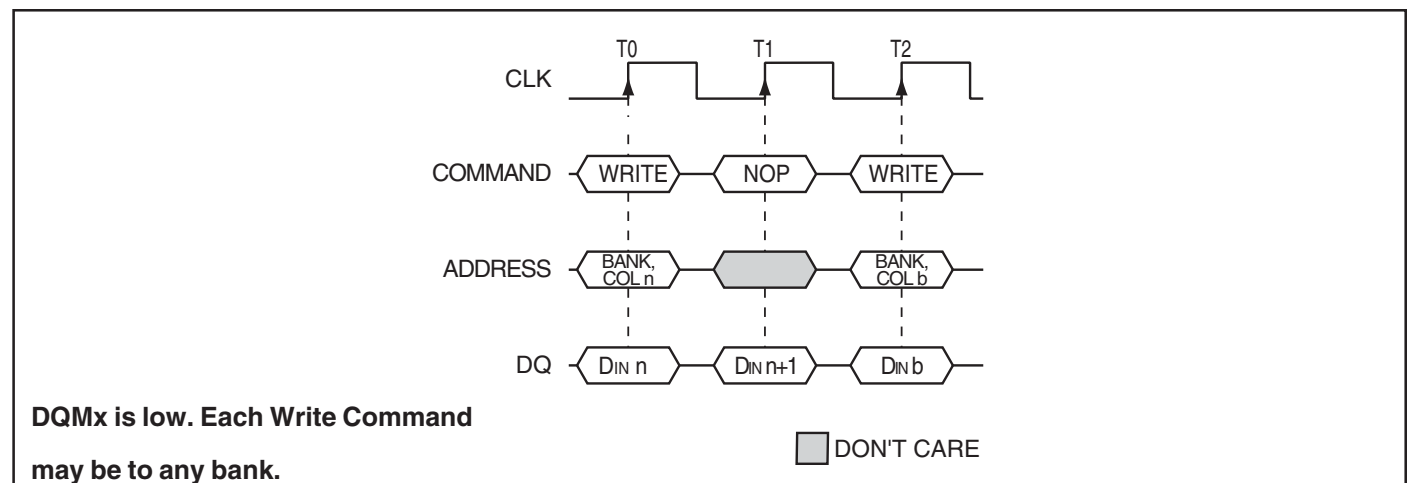 T0 T1 T2
CLK
COMMAND WRITE NOP WRITE
BANK, BANK,
ADDRESS
COL n COL b
DQ DIN n DIN n+1 DIN b
DQMx is low. Each Write Command
DON'T CARE
may be to any bank.